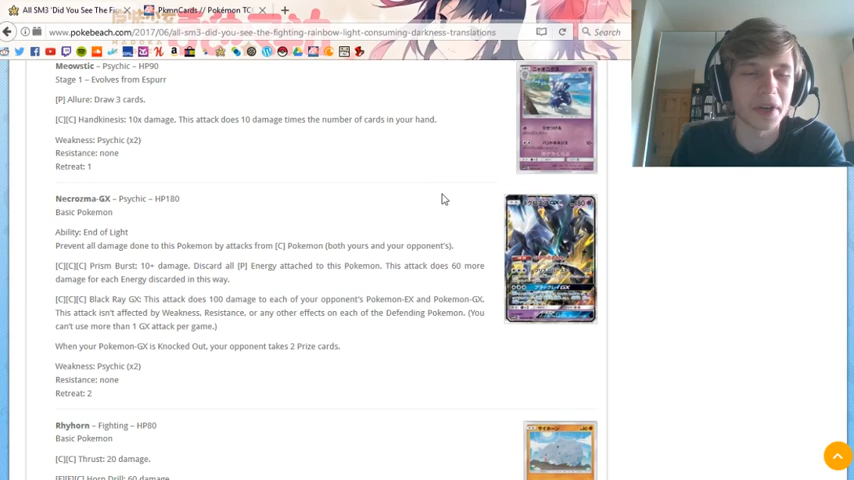 All SM3 'Did You See The Fi
PkmnCards // Pokémon TC
www.pokebeach.com/2017/06/all-sm3-did-you-see-the-fighting-rainbow-light-consuming-darkness-translations
Search
Meowstic – Psychic – HP90
Stage 1 – Evolves from Espurr
[P] Allure: Draw 3 cards.
[C][C] Handkinesis: 10x damage. This attack does 10 damage times the number of cards in your hand.
Weakness: Psychic (x2)
Resistance: none
Retreat: 1
Necrozma-GX – Psychic – HP180
Basic Pokemon
Ability: End of Light
Prevent all damage done to this Pokemon by attacks from [C] Pokemon (both yours and your opponent's).
[C][C][C] Prism Burst: 10+ damage. Discard all [P] Energy attached to this Pokemon. This attack does 60 more
damage for each Energy discarded in this way.
[C][C][C] Black Ray GX: This attack does 100 damage to each of your opponent's Pokemon-EX and Pokemon-GX.
This attack isn't affected by Weakness, Resistance, or any other effects on each of the Defending Pokemon. (You
can't use more than 1 GX attack per game.)
When your Pokemon-GX is Knocked Out, your opponent takes 2 Prize cards.
Weakness: Psychic (x2)
Resistance: none
Retreat: 2
Rhyhorn – Fighting – HP80
Basic Pokemon
[C][C] Thrust: 20 damage.
[F][F][C] Horn Drill: 60 damage.